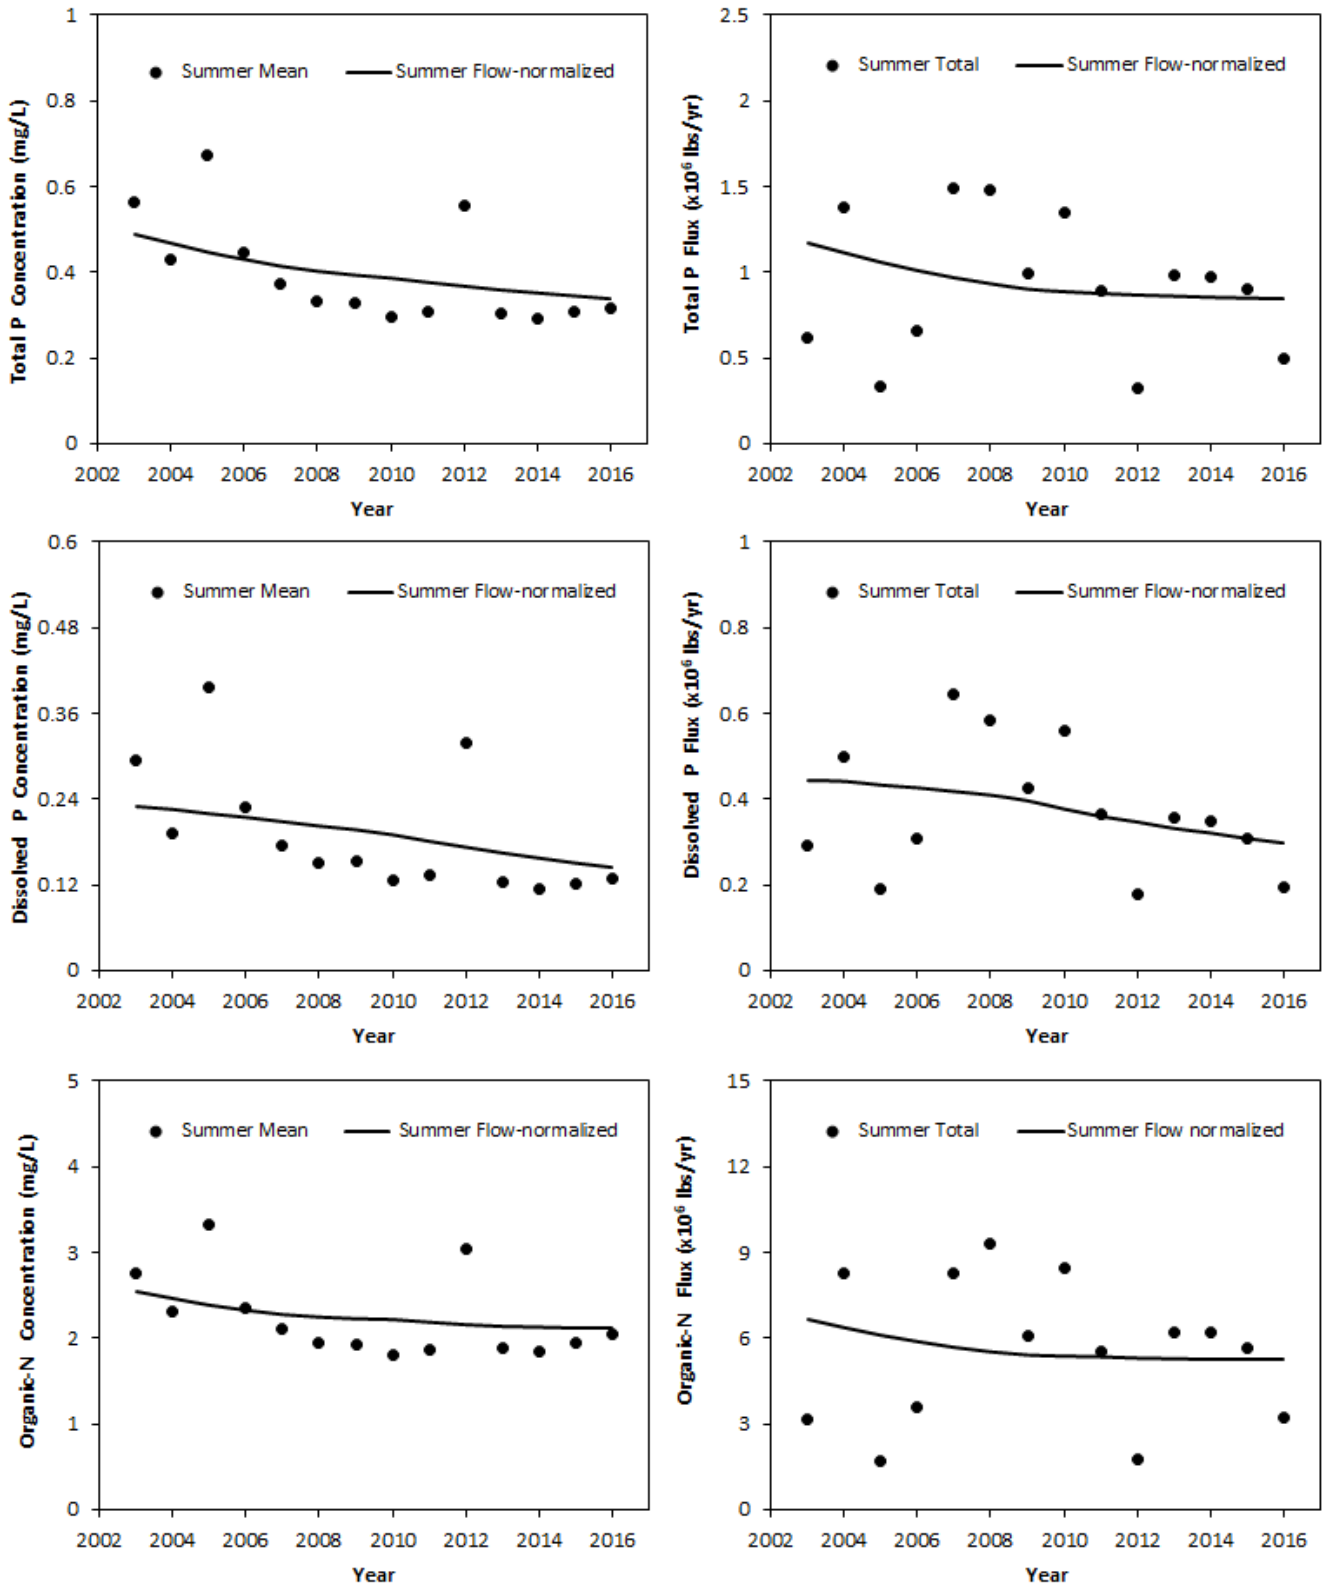 1
0.8
0.6
0.4
0.2
0
2002 2004 2006 2008 2010 2012 2014 2016
Year
Total P Concentration (mg/L)
Summer Mean Summer Flow-normalized
2.5
2
1.5
1
0.5
0
2002 2004 2006 2008 2010 2012 2014 2016
Year
Total P Flux (x10⁶ lbs/yr)
Summer Total Summer Flow-normalized
0.6
0.48
0.36
0.24
0.12
0
2002 2004 2006 2008 2010 2012 2014 2016
Year
Dissolved P Concentration (mg/L)
Summer Mean Summer Flow-normalized
1
0.8
0.6
0.4
0.2
0
2002 2004 2006 2008 2010 2012 2014 2016
Year
Dissolved P Flux (x10⁶ lbs/yr)
Summer Total Summer Flow-normalized
5
4
3
2
1
0
2002 2004 2006 2008 2010 2012 2014 2016
Year
Organic-N Concentration (mg/L)
Summer Mean Summer Flow-normalized
15
12
9
6
3
0
2002 2004 2006 2008 2010 2012 2014 2016
Year
Organic-N Flux (x10⁶ lbs/yr)
Summer Total Summer Flow normalized